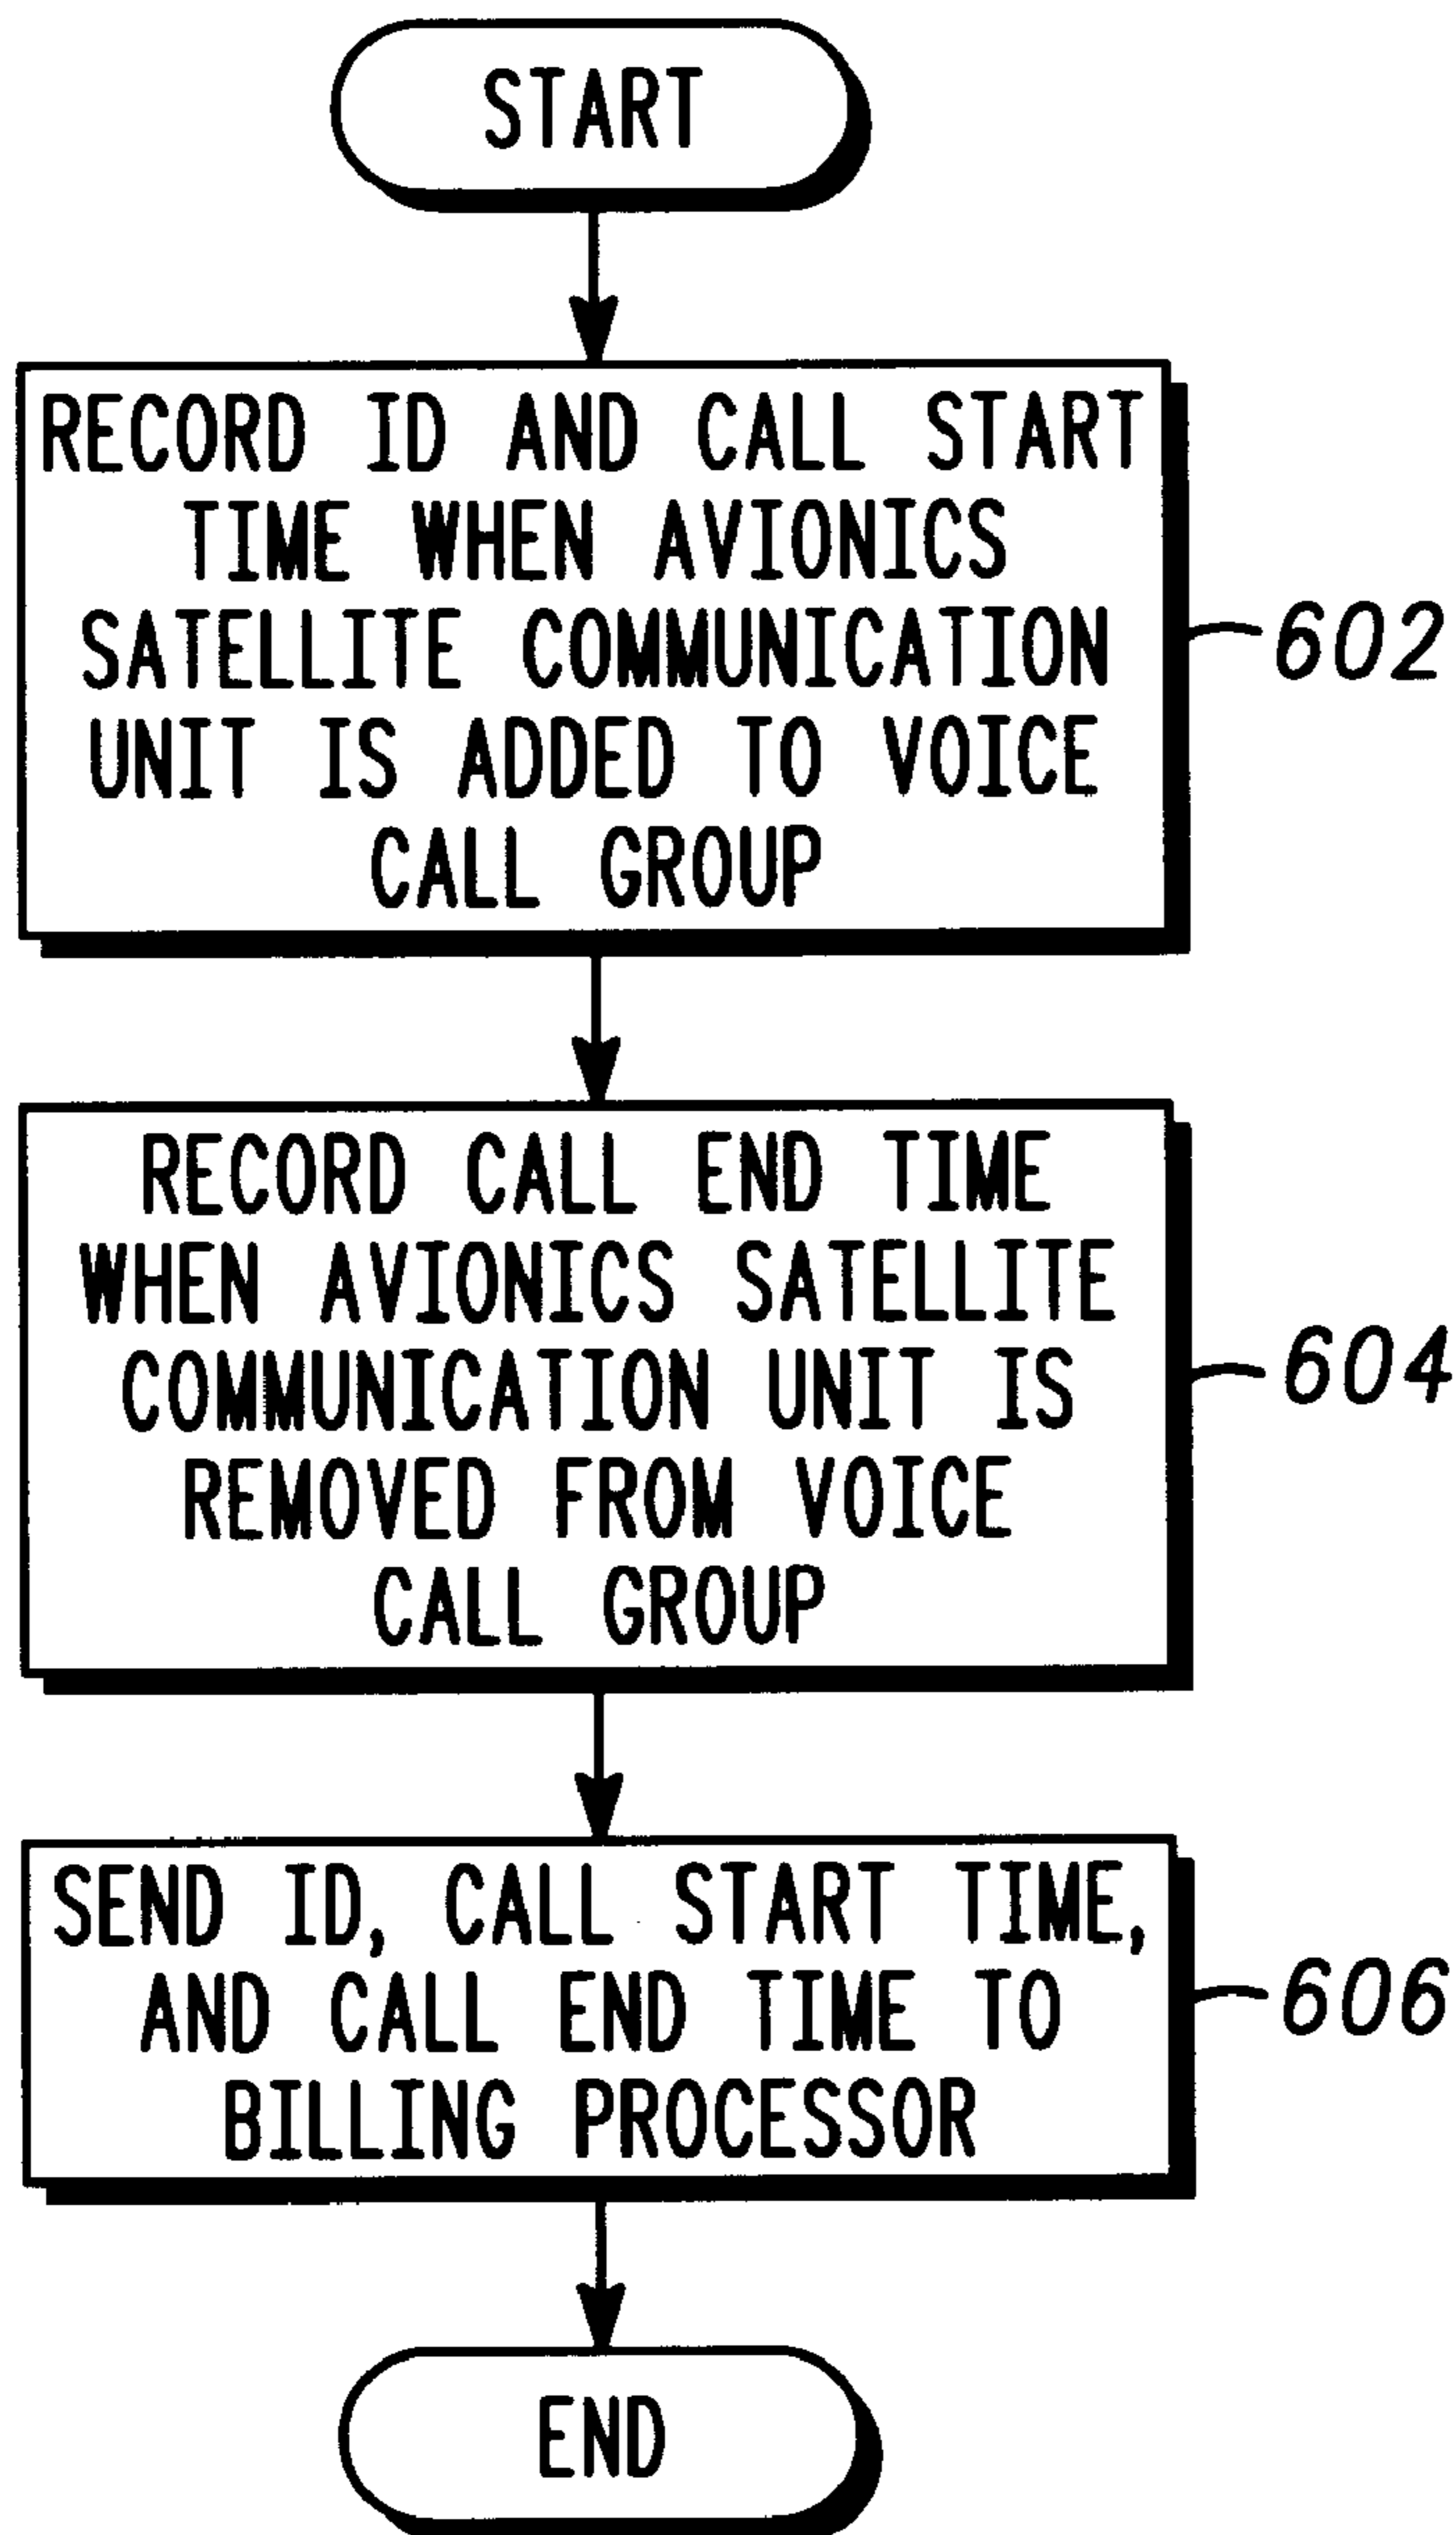 START
RECORD ID AND CALL START
TIME WHEN AVIONICS
SATELLITE COMMUNICATION
UNIT IS ADDED TO VOICE
CALL GROUP
602
RECORD CALL END TIME
WHEN AVIONICS SATELLITE
COMMUNICATION UNIT IS
REMOVED FROM VOICE
CALL GROUP
604
SEND ID, CALL START TIME,
AND CALL END TIME TO
BILLING PROCESSOR
606
END